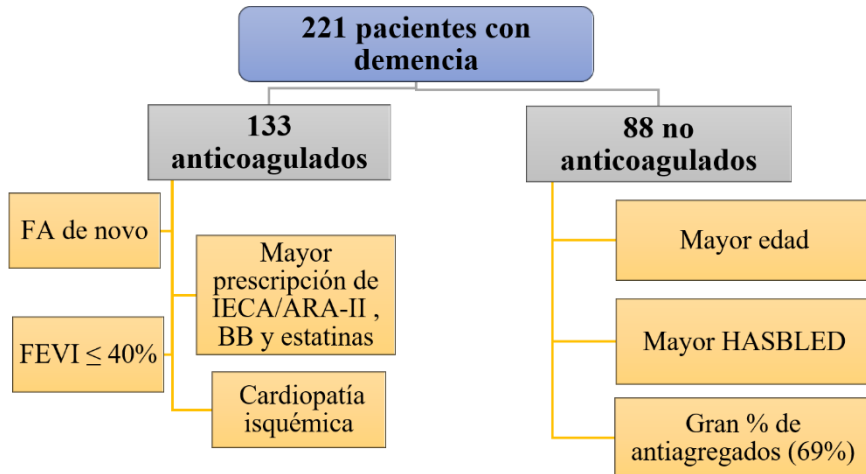 221 pacientes con
demencia
133
anticoagulados
88 no
anticoagulados
FA de novo
Mayor
prescripción de
IECA/ARA-II ,
BB y estatinas
FEVI ≤ 40%
Cardiopatía
isquémica
Mayor edad
Mayor HASBLED
Gran % de
antiagregados (69%)